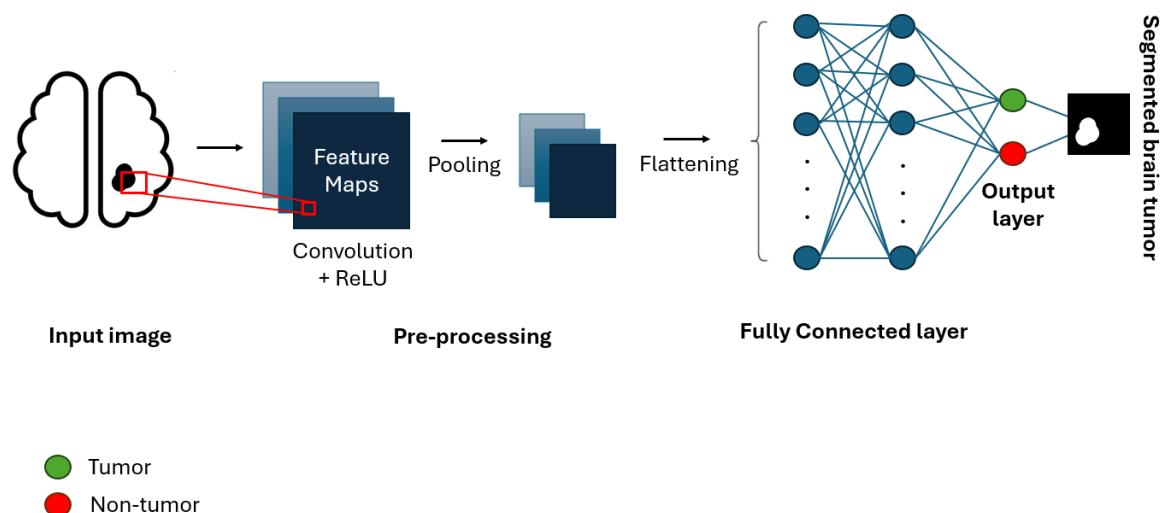 Feature
Maps
Convolution
+ ReLU
Pooling
Flattening
Output
layer
Segmented brain tumor
Input image
Pre-processing
Fully Connected layer
Tumor
Non-tumor